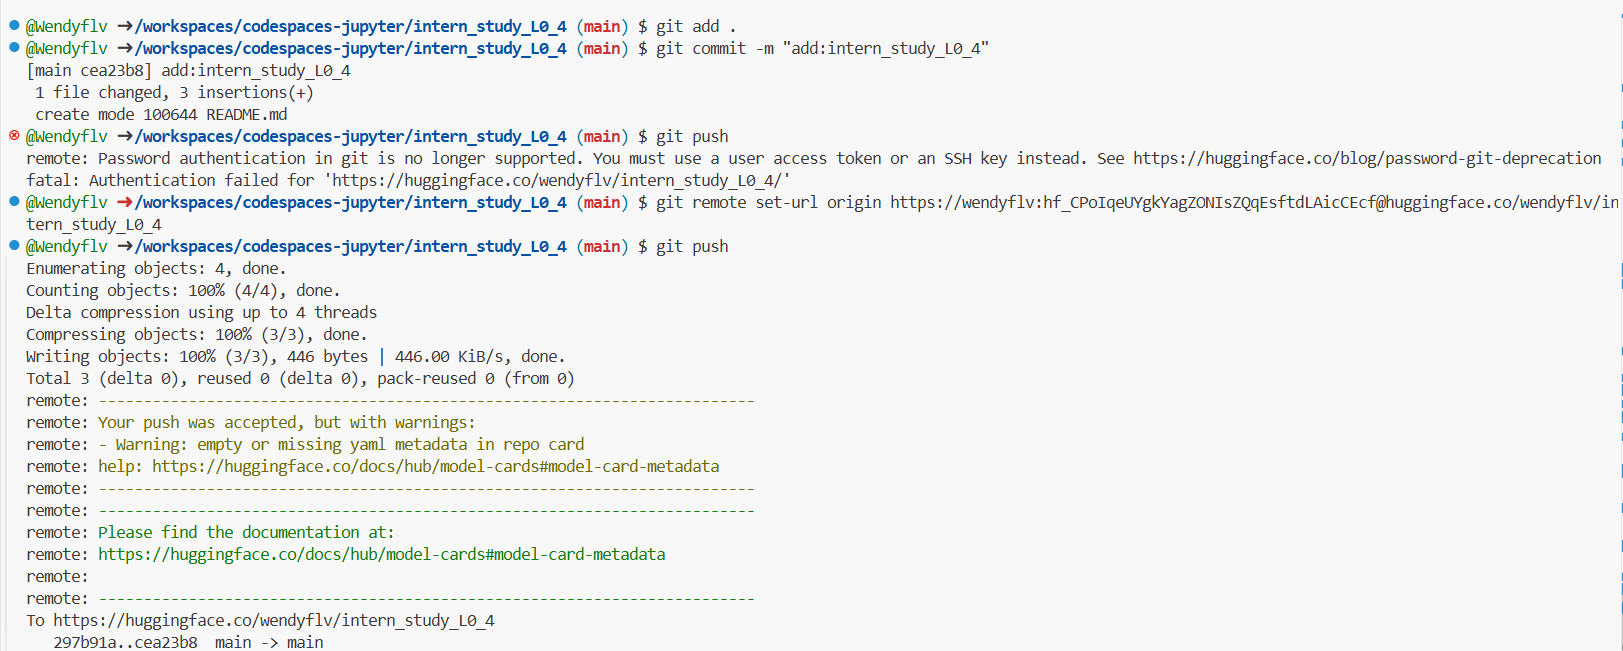 @Wendyflv ➜/workspaces/codespaces-jupyter/intern_study_L0_4 (main) $ git add .
@Wendyflv ➜/workspaces/codespaces-jupyter/intern_study_L0_4 (main) $ git commit -m "add:intern_study_L0_4"
[main cea23b8] add:intern_study_L0_4
 1 file changed, 3 insertions(+)
 create mode 100644 README.md
@Wendyflv ➜/workspaces/codespaces-jupyter/intern_study_L0_4 (main) $ git push
remote: Password authentication in git is no longer supported. You must use a user access token or an SSH key instead. See https://huggingface.co/blog/password-git-deprecation
fatal: Authentication failed for 'https://huggingface.co/wendyflv/intern_study_L0_4/'
@Wendyflv ➜/workspaces/codespaces-jupyter/intern_study_L0_4 (main) $ git remote set-url origin https://wendyflv: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@huggingface.co/wendyflv/in
tern_study_L0_4
@Wendyflv ➜/workspaces/codespaces-jupyter/intern_study_L0_4 (main) $ git push
Enumerating objects: 4, done.
Counting objects: 100% (4/4), done.
Delta compression using up to 4 threads
Compressing objects: 100% (3/3), done.
Writing objects: 100% (3/3), 446 bytes | 446.00 KiB/s, done.
Total 3 (delta 0), reused 0 (delta 0), pack-reused 0 (from 0)
remote: -------------------------------------------------------------------------
remote: Your push was accepted, but with warnings:
remote: - Warning: empty or missing yaml metadata in repo card
remote: help: https://huggingface.co/docs/hub/model-cards#model-card-metadata
remote: -------------------------------------------------------------------------
remote: -------------------------------------------------------------------------
remote: Please find the documentation at:
remote: https://huggingface.co/docs/hub/model-cards#model-card-metadata
remote:
remote: -------------------------------------------------------------------------
To https://huggingface.co/wendyflv/intern_study_L0_4
   297b91a..cea23b8  main -> main